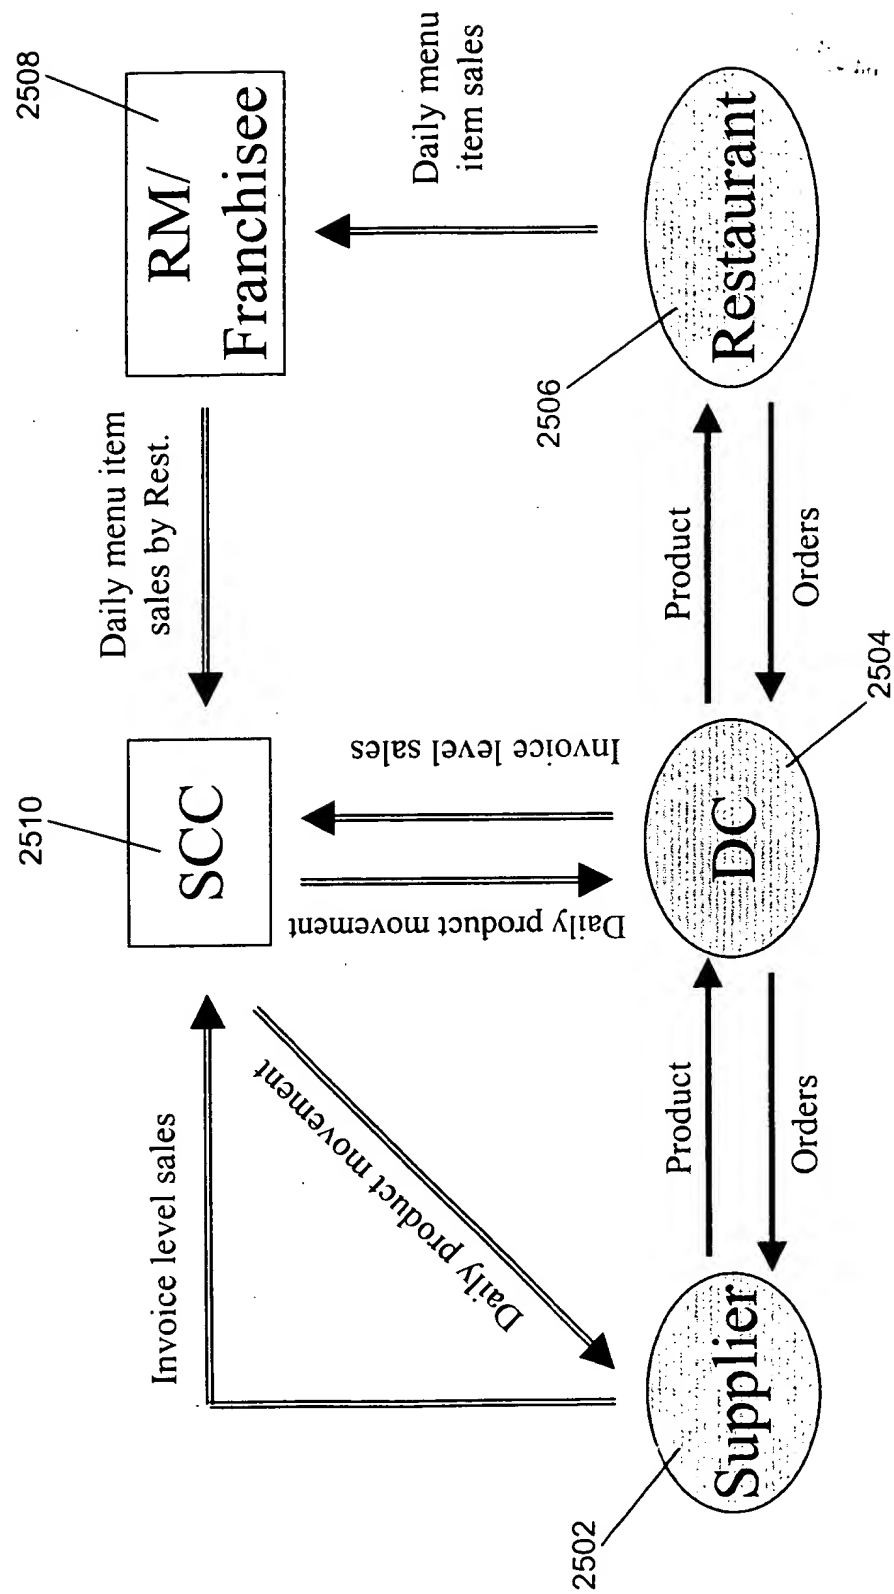 2510
SCC
Daily menu item
sales by Rest.
2508
RM/
Franchisee
Invoice level sales
Daily product movement
Daily product movement
Invoice level sales
Daily menu
item sales
2502
Supplier
Product
Orders
DC
2504
Product
Orders
2506
Restaurant